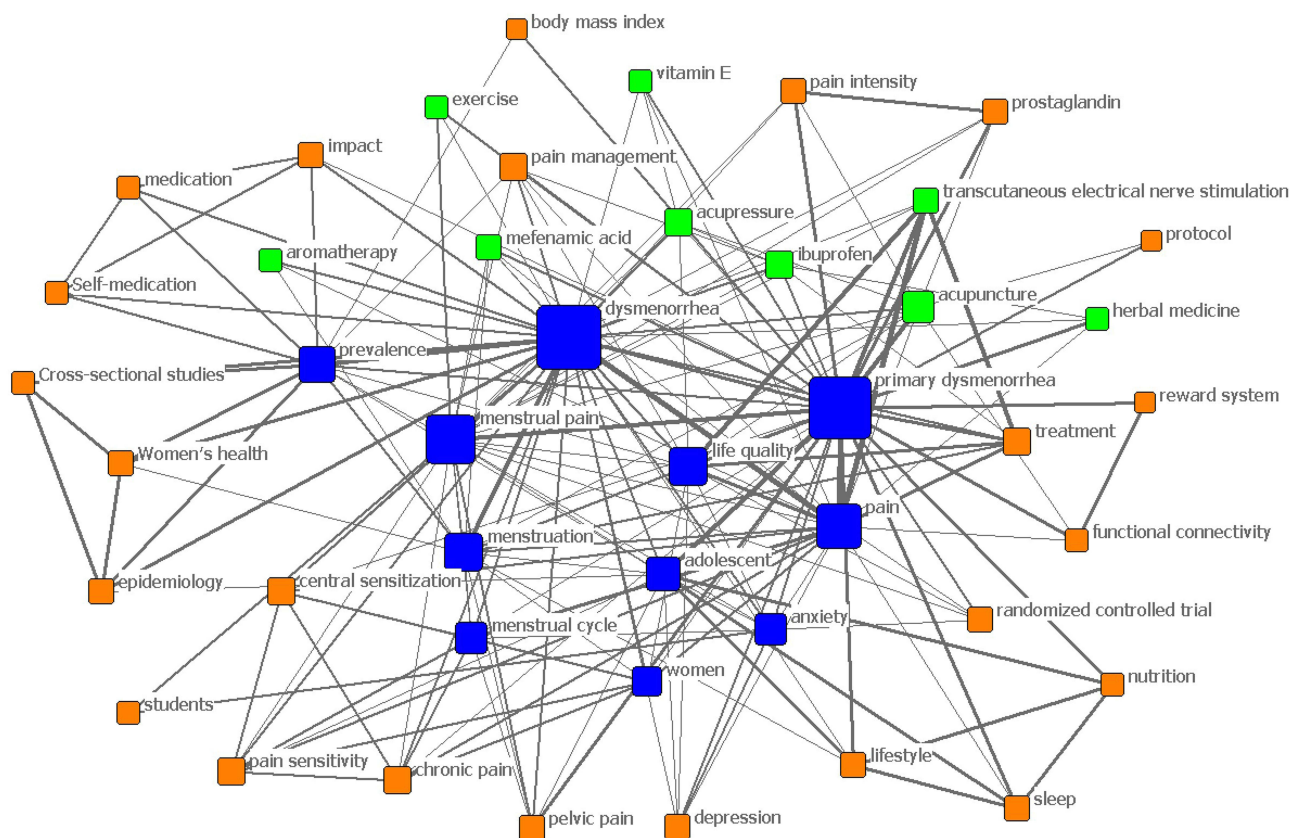 body mass index
vitamin E
pain intensity
exercise
prostaglandin
impact
pain management
medication
transcutaneous electrical nerve stimulation
acupressure
mefenamic acid
protocol
aromatherapy
ibuprofen
Self-medication
acupuncture
dysmenorrhea
herbal medicine
prevalence
Cross-sectional studies
primary dysmenorrhea
reward system
menstrual pain
treatment
Women's health
life quality
pain
functional connectivity
menstruation
adolescent
epidemiology
central sensitization
randomized controlled trial
anxiety
menstrual cycle
women
nutrition
students
pain sensitivity
lifestyle
chronic pain
sleep
pelvic pain
depression